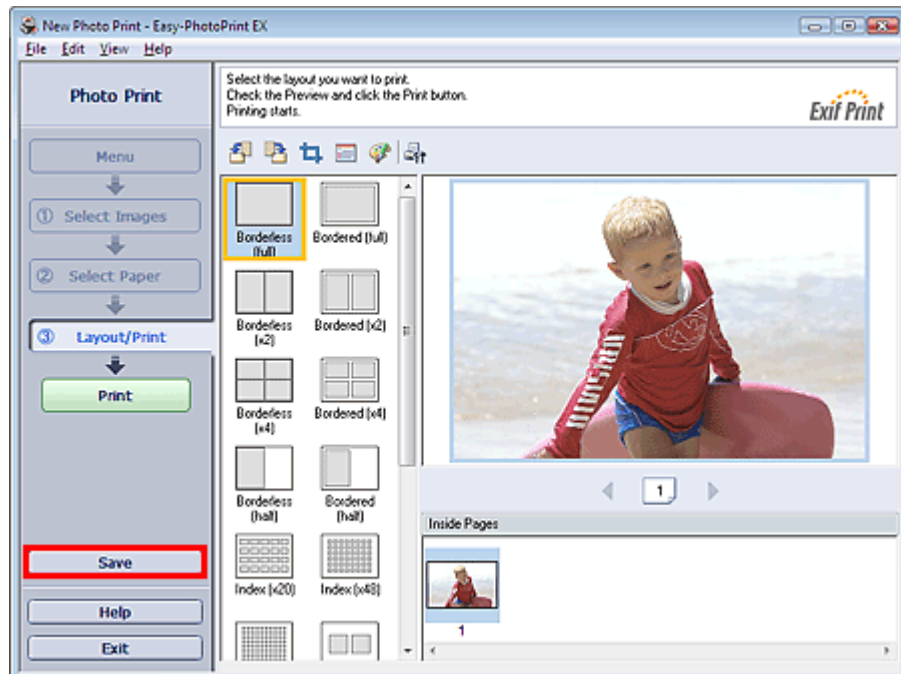 New Photo Print - Easy-PhotoPrint EX
File Edit View Help
Photo Print
Select the layout you want to print.
Check the Preview and click the Print button.
Printing starts.
Exif Print
Menu
① Select Images
② Select Paper
③ Layout/Print
Print
Save
Help
Exit
Borderless
(full)
Bordered (full)
Borderless
(x2)
Bordered (x2)
Borderless
(x4)
Bordered (x4)
Borderless
(half)
Bordered
(half)
Index (x20)
Index (x48)
1
Inside Pages
1